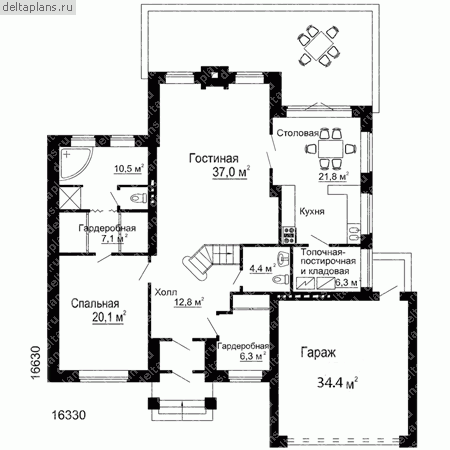 deltaplans.ru
Столовая
10.5 м²
Гостиная
37,0 м²
21,8 м²
Гардеробная
7,1 м²
Кухня
4,4 м²
Топочная-
постирочная
и кладовая
6,3 м²
Спальная
20,1 м²
Холл
12,8 м²
Гардеробная
6,3 м²
Гараж
34.4 м²
16630
16330